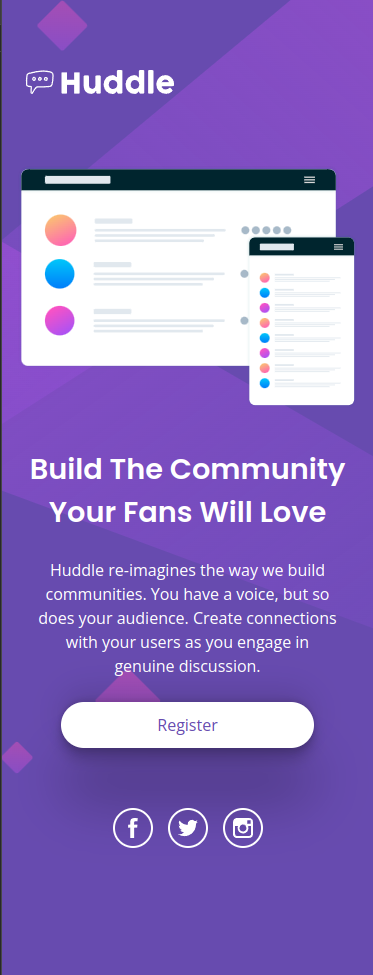 Huddle
Build The Community
Your Fans Will Love
Huddle re-imagines the way we build
communities. You have a voice, but so
does your audience. Create connections
with your users as you engage in
genuine discussion.
Register